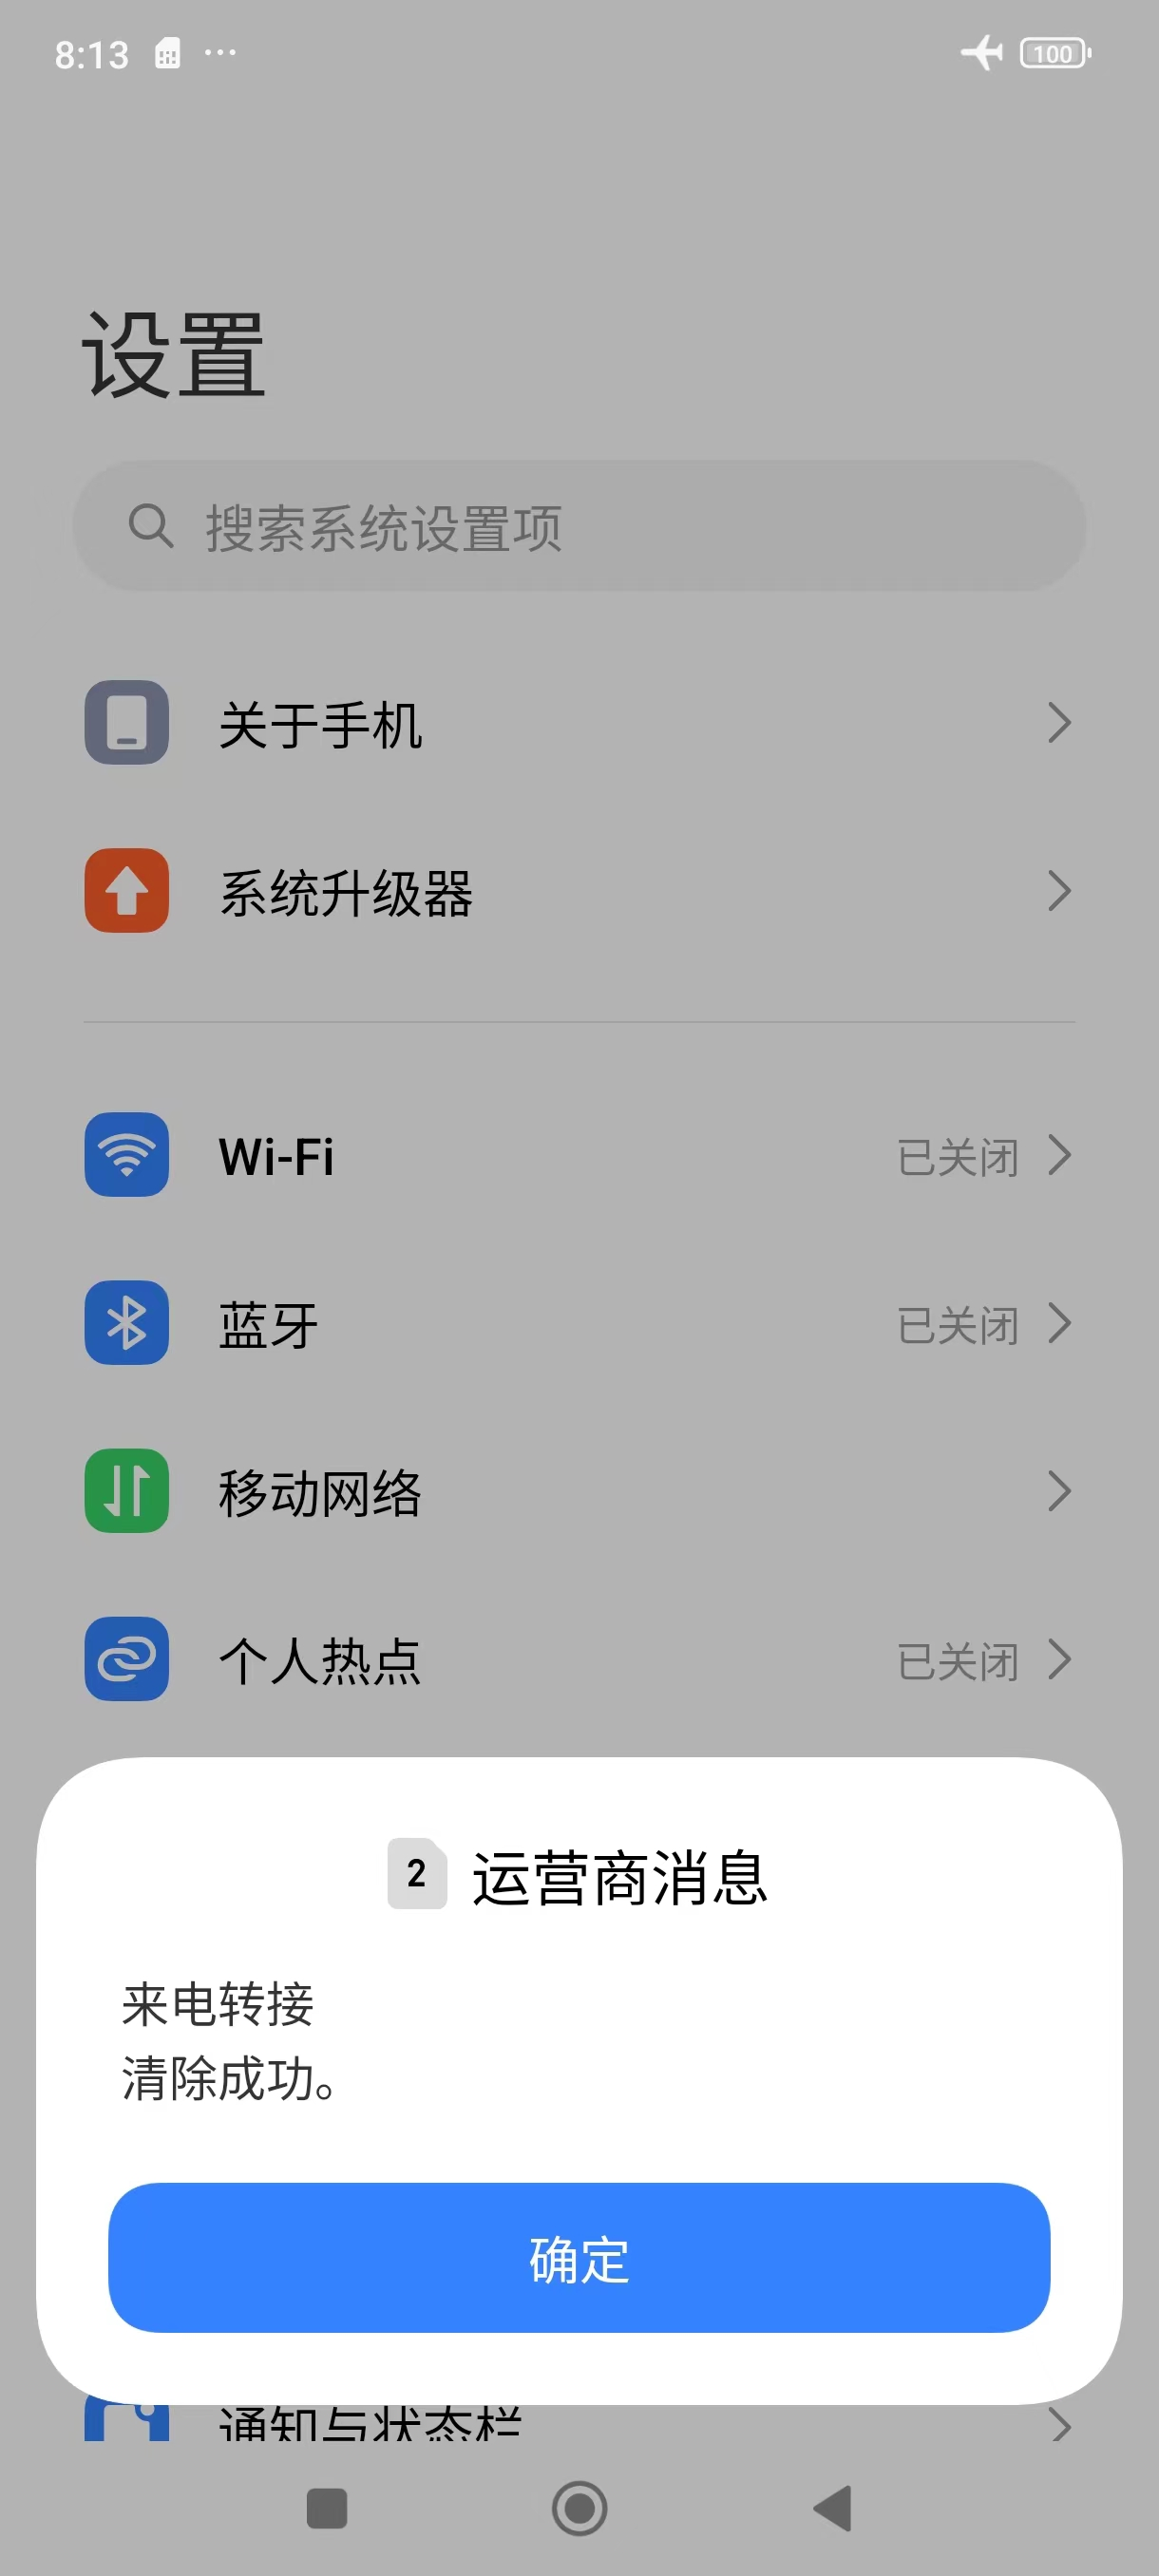 8:13 ... 100
设置
搜索系统设置项
关于手机
系统升级器
Wi-Fi 已关闭
蓝牙 已关闭
移动网络
个人热点 已关闭
2 运营商消息
来电转接
清除成功。
确定
通知与状态栏